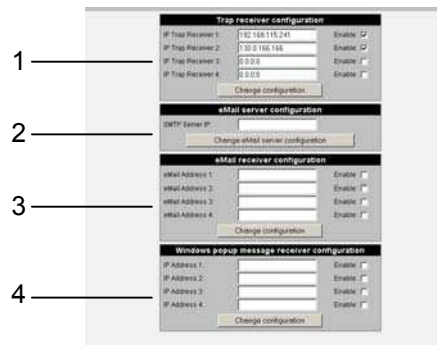 Trap receiver configuration
IP Trap Receiver 1: 192.168.115.241 Enable:
IP Trap Receiver 2: 130.0.166.166 Enable:
1
IP Trap Receiver 3: 0.0.0.0 Enable:
IP Trap Receiver 4: 0.0.0.0 Enable:
Change configuration
eMail server configuration
SMTP Server IP:
2
Change eMail server configuration
eMail receiver configuration
eMail Address 1: Enable:
eMail Address 2: Enable:
3
eMail Address 3: Enable:
eMail Address 4: Enable:
Change configuration
Windows popup message receiver configuration
IP Address 1: Enable:
IP Address 2: Enable:
4
IP Address 3: Enable:
IP Address 4: Enable:
Change configuration